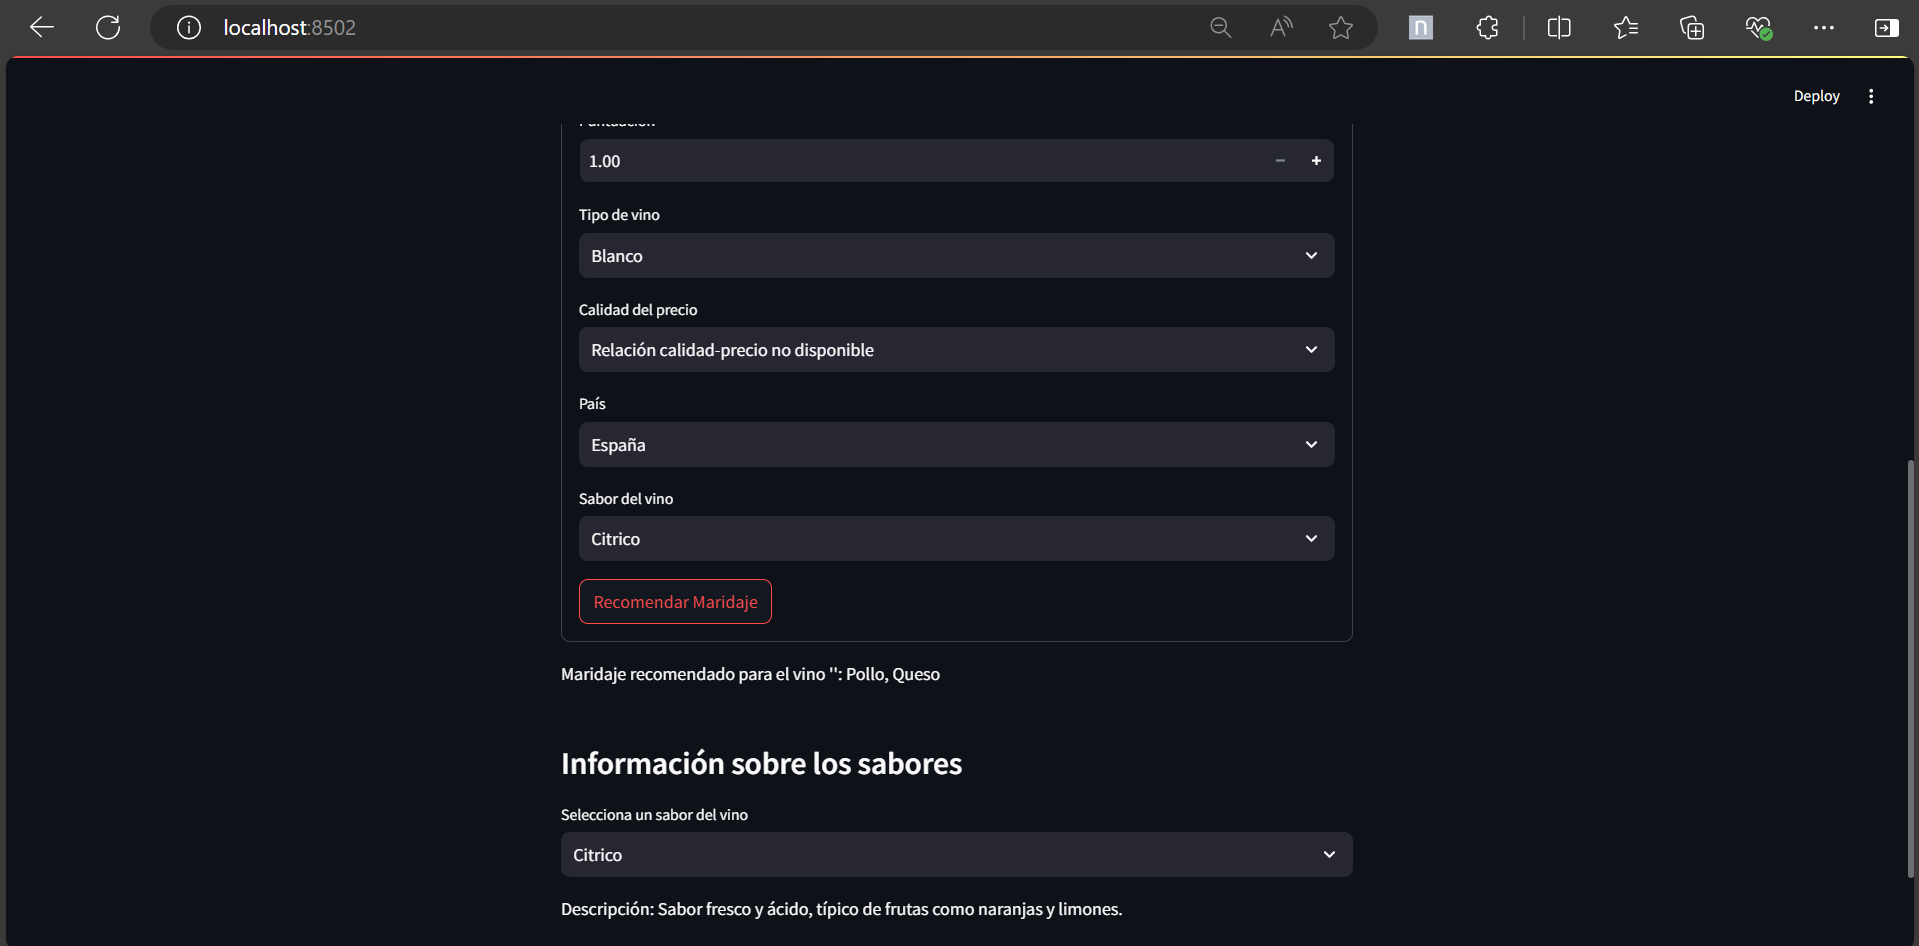 localhost:8502
Deploy
1.00
Tipo de vino
Blanco
Calidad del precio
Relación calidad-precio no disponible
País
España
Sabor del vino
Citrico
Recomendar Maridaje
Maridaje recomendado para el vino '': Pollo, Queso
Información sobre los sabores
Selecciona un sabor del vino
Citrico
Descripción: Sabor fresco y ácido, típico de frutas como naranjas y limones.